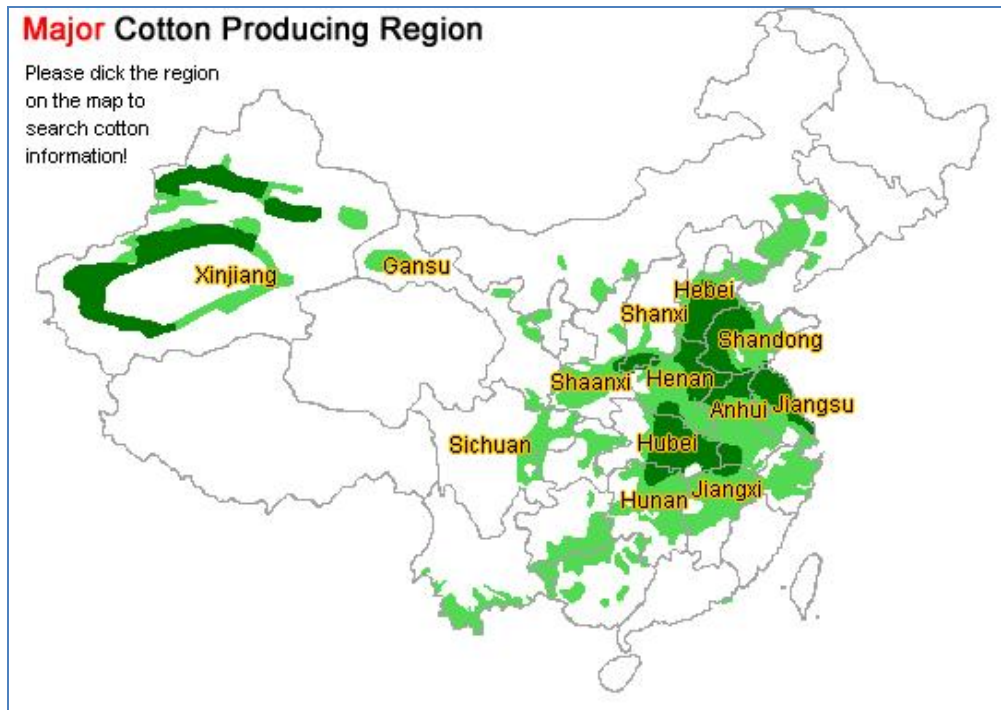 Major Cotton Producing Region
Please dick the region
on the map to
search cotton
information!
Xinjiang
Gansu
Hebei
Shanxi
Shandong
Shaanxi
Henan
Anhui
Jiangsu
Sichuan
Hubei
Hunan
Jiangxi